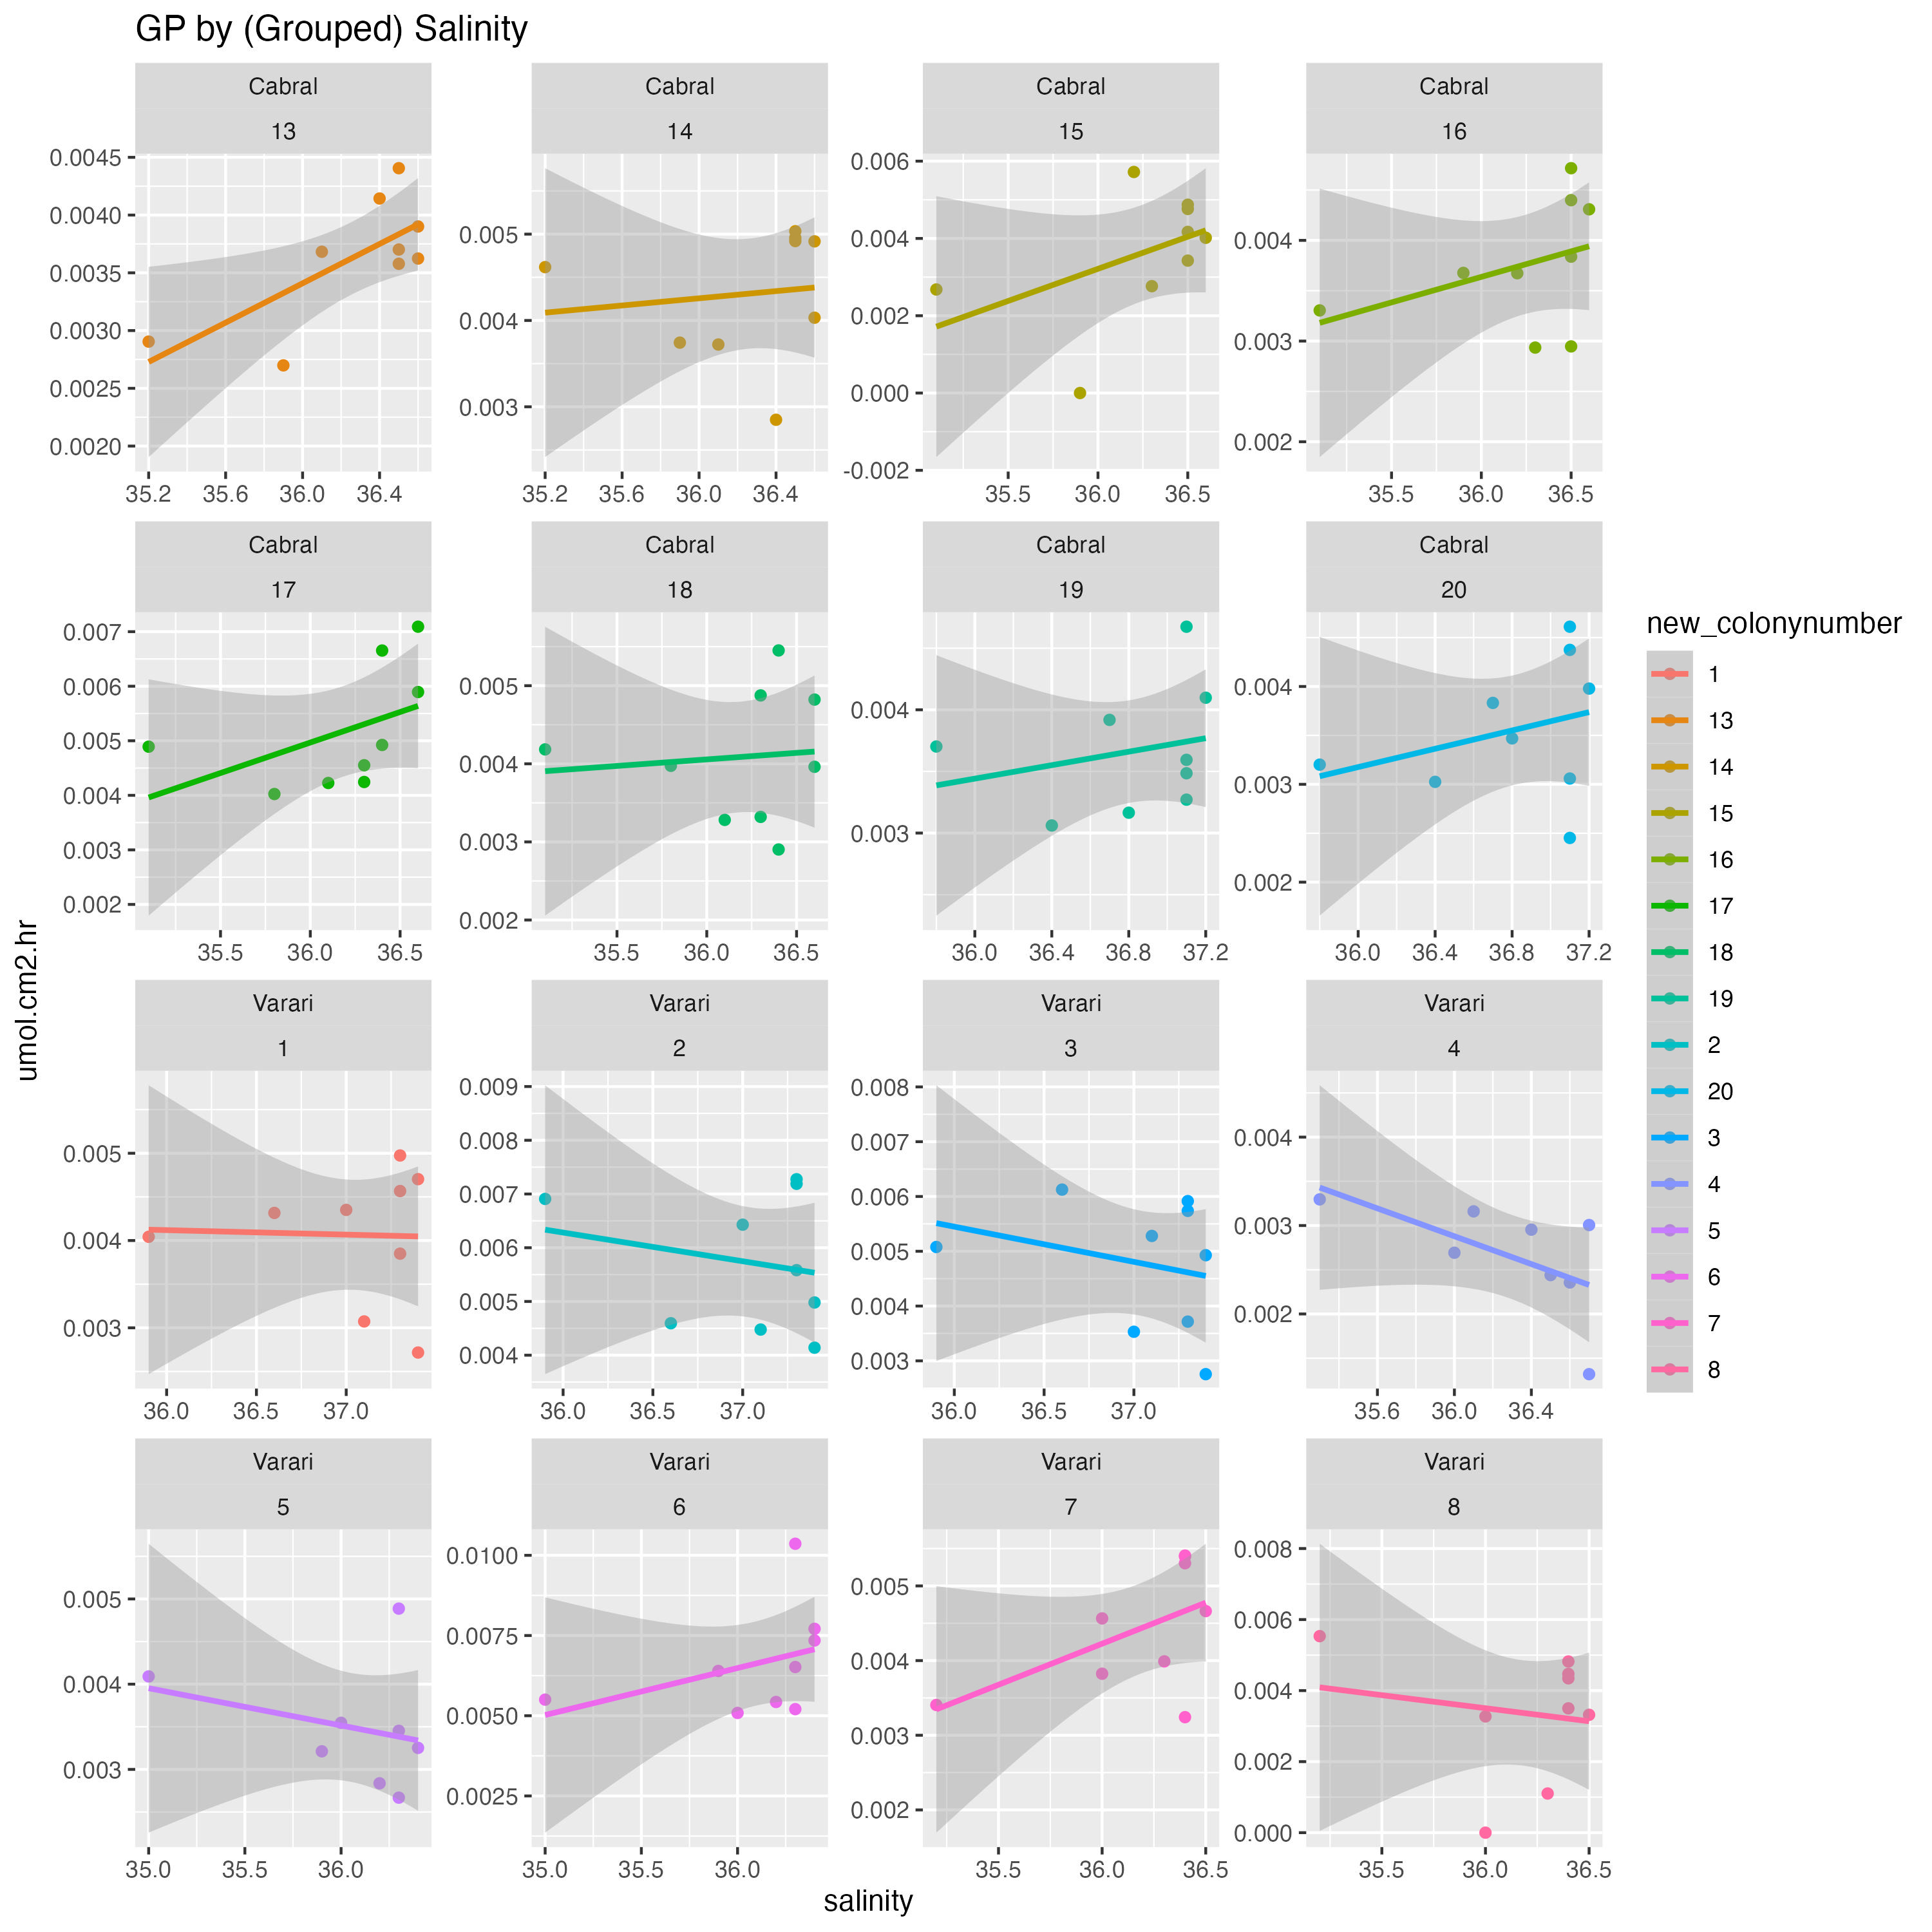 GP by (Grouped) Salinity
Cabral Cabral Cabral Cabral
13 14 15 16
0.0045
0.0040
0.0035
0.0030
0.0025
0.0020
35.2 35.6 36.0 36.4
0.005
0.004
0.003
35.2 35.6 36.0 36.4
0.006
0.004
0.002
0.000
-0.002
35.5 36.0 36.5
0.004
0.003
0.002
35.5 36.0 36.5
Cabral Cabral Cabral Cabral
17 18 19 20
0.007
0.006
0.005
0.004
0.003
0.002
35.5 36.0 36.5
0.005
0.004
0.003
0.002
35.5 36.0 36.5
0.004
0.003
36.0 36.4 36.8 37.2
0.004
0.003
0.002
36.0 36.4 36.8 37.2
Varari Varari Varari Varari
1 2 3 4
0.005
0.004
0.003
36.0 36.5 37.0
0.009
0.008
0.007
0.006
0.005
0.004
36.0 36.5 37.0
0.008
0.007
0.006
0.005
0.004
0.003
36.0 36.5 37.0
0.004
0.003
0.002
35.6 36.0 36.4
Varari Varari Varari Varari
5 6 7 8
0.005
0.004
0.003
35.0 35.5 36.0
0.0100
0.0075
0.0050
0.0025
35.0 35.5 36.0
0.005
0.004
0.003
0.002
35.5 36.0 36.5
0.008
0.006
0.004
0.002
0.000
35.5 36.0 36.5
salinity
umol.cm2.hr
new_colonynumber
1
13
14
15
16
17
18
19
2
20
3
4
5
6
7
8